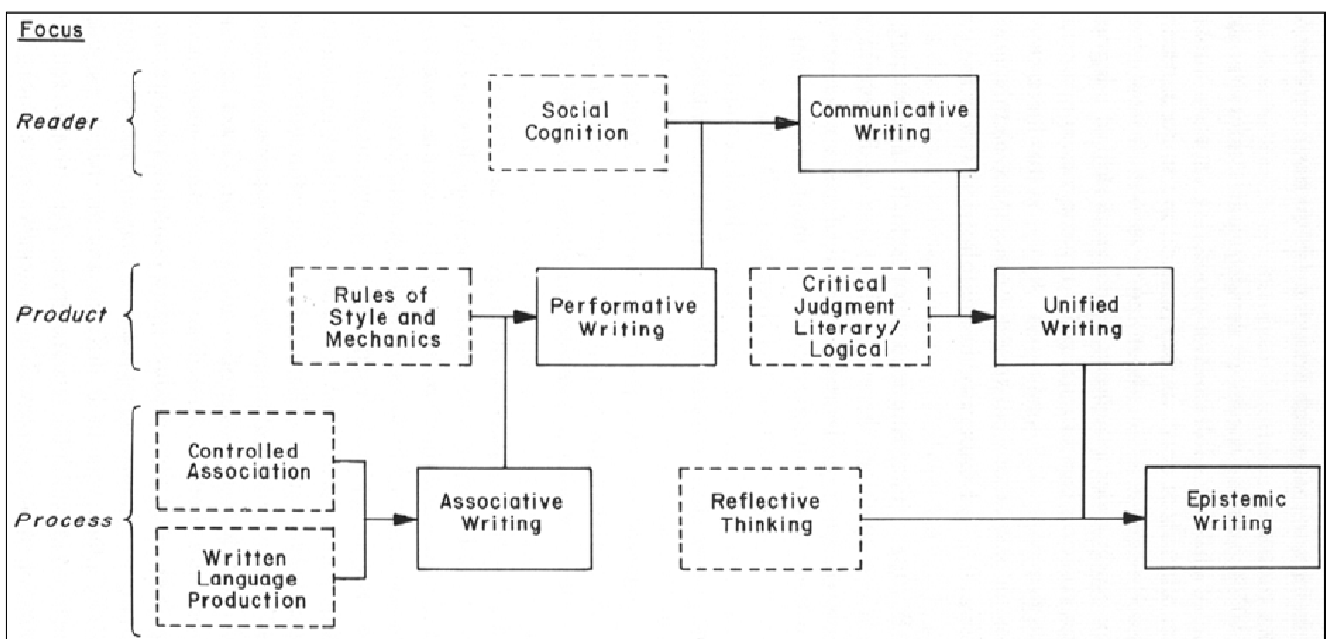 Focus
Reader
Social
Cognition
Communicative
Writing
Product
Rules of
Style and
Mechanics
Performative
Writing
Critical
Judgment
Literary/
Logical
Unified
Writing
Process
Controlled
Association
Written
Language
Production
Associative
Writing
Reflective
Thinking
Epistemic
Writing